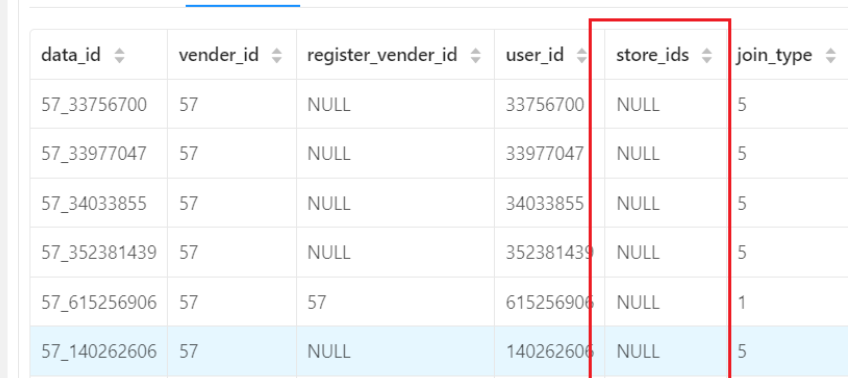 data_id vender_id register_vender_id user_id store_ids join_type
57_33756700 57 NULL 33756700 NULL 5
57_33977047 57 NULL 33977047 NULL 5
57_34033855 57 NULL 34033855 NULL 5
57_352381439 57 NULL 352381439 NULL 5
57_615256906 57 57 615256906 NULL 1
57_140262606 57 NULL 140262606 NULL 5